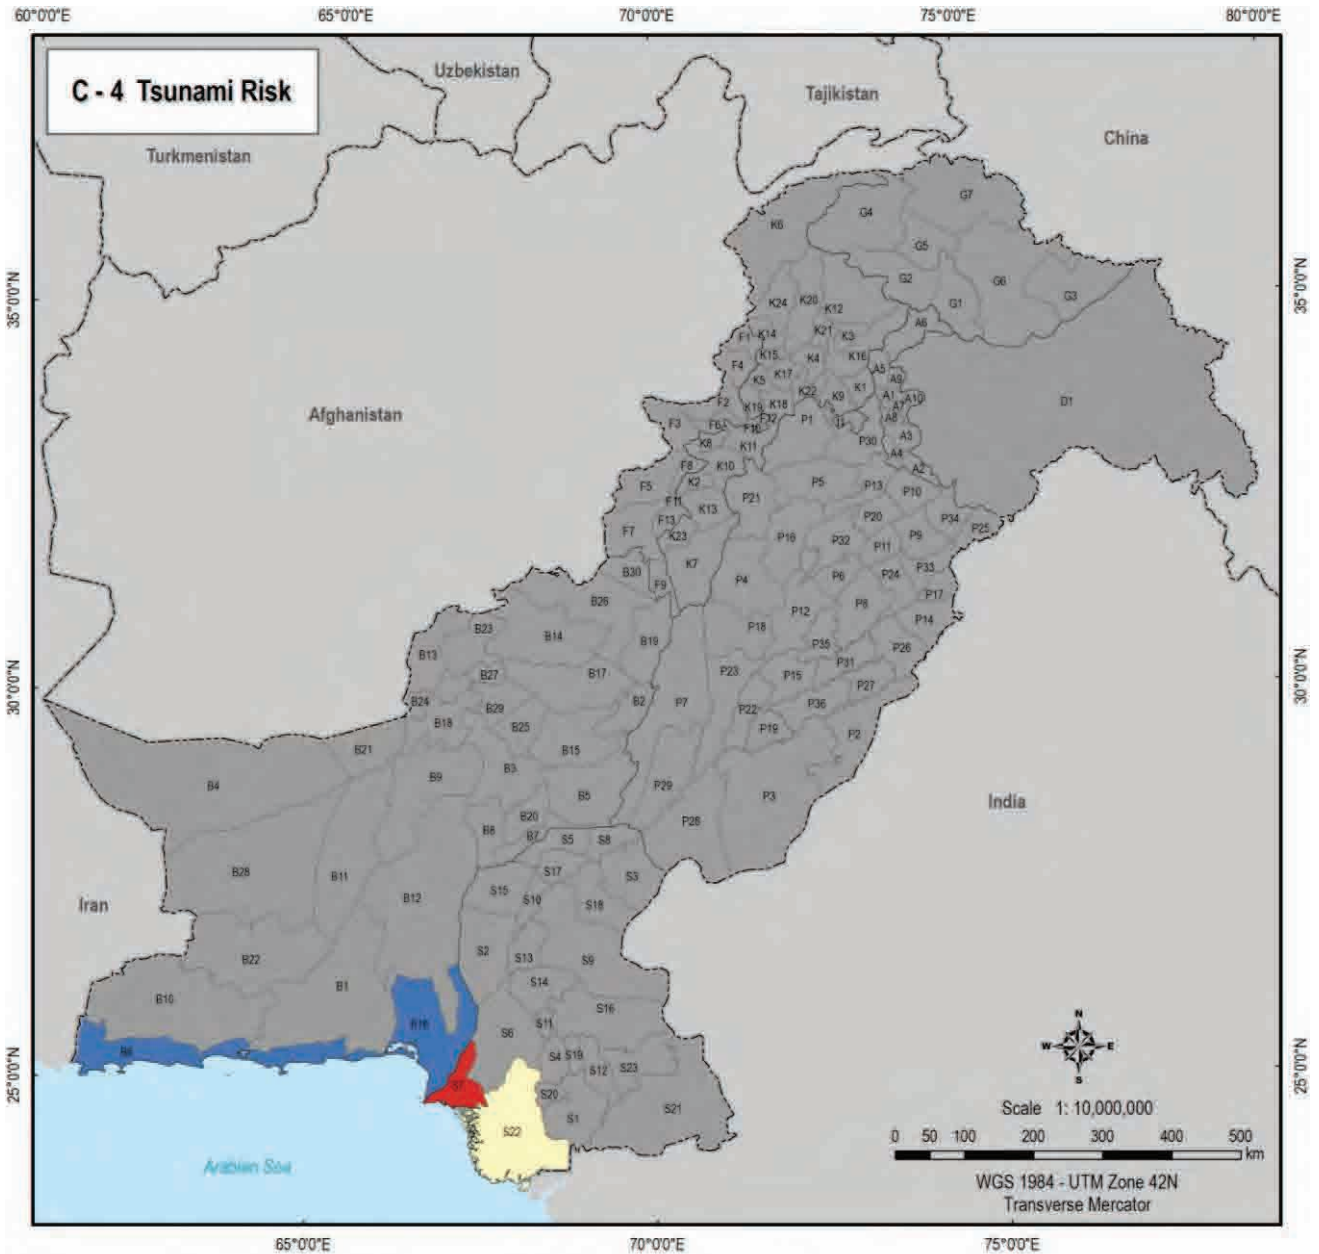 60°0'0"E 65°0'0"E 70°0'0"E 75°0'0"E 80°0'0"E
C - 4 Tsunami Risk
Uzbekistan
Tajikistan
China
Turkmenistan
G7
G4
K6
G5
G2
G6
G3
G1
35°0'0"N
35°0'0"N
K24 K20 K12
A6
F1 K14 K21 K3
K15 K4 K16
F4 K17 A5
K5 A9
K1 A1 A10
K22 K9 A7
D1
F2 K19 K18
Afghanistan
F3 F6 F10 F12 P1 A8
K8 K11 P30 A3
A4
F8 K10 A2
F5 K2 P5 P13 P10
F11 K13 P21
F13 P20 P34 P25
F7 K23 P16 P32 P11 P9
B30 K7 P33
F9 P4 P6 P24
B26 P12 P8 P17
P14
B23 B14 B19 P18
P35 P26
B13 P31
B27 B17 P23 P15 P27
30°0'0"N
30°0'0"N
B24 B29 B2 P7 P22 P36
B18 B25 P19 P2
B21 B15
B4 B9 B3 B5 P29 P3
India
B20 P28
B8 B7 S5 S8
B28 B11 S17 S3
S15
B12 S10 S18
Iran
B22 S2 S13 S9
B1 S14
B10 S16
B16 S6 S11
N
W E
S
B6
S4 S19 S12 S23
25°0'0"N
25°0'0"N
S7 S20
S1 S21
S22
Scale 1: 10,000,000
0 50 100 200 300 400 500
km
Arabian Sea
WGS 1984 - UTM Zone 42N
Transverse Mercator
65°0'0"E 70°0'0"E 75°0'0"E